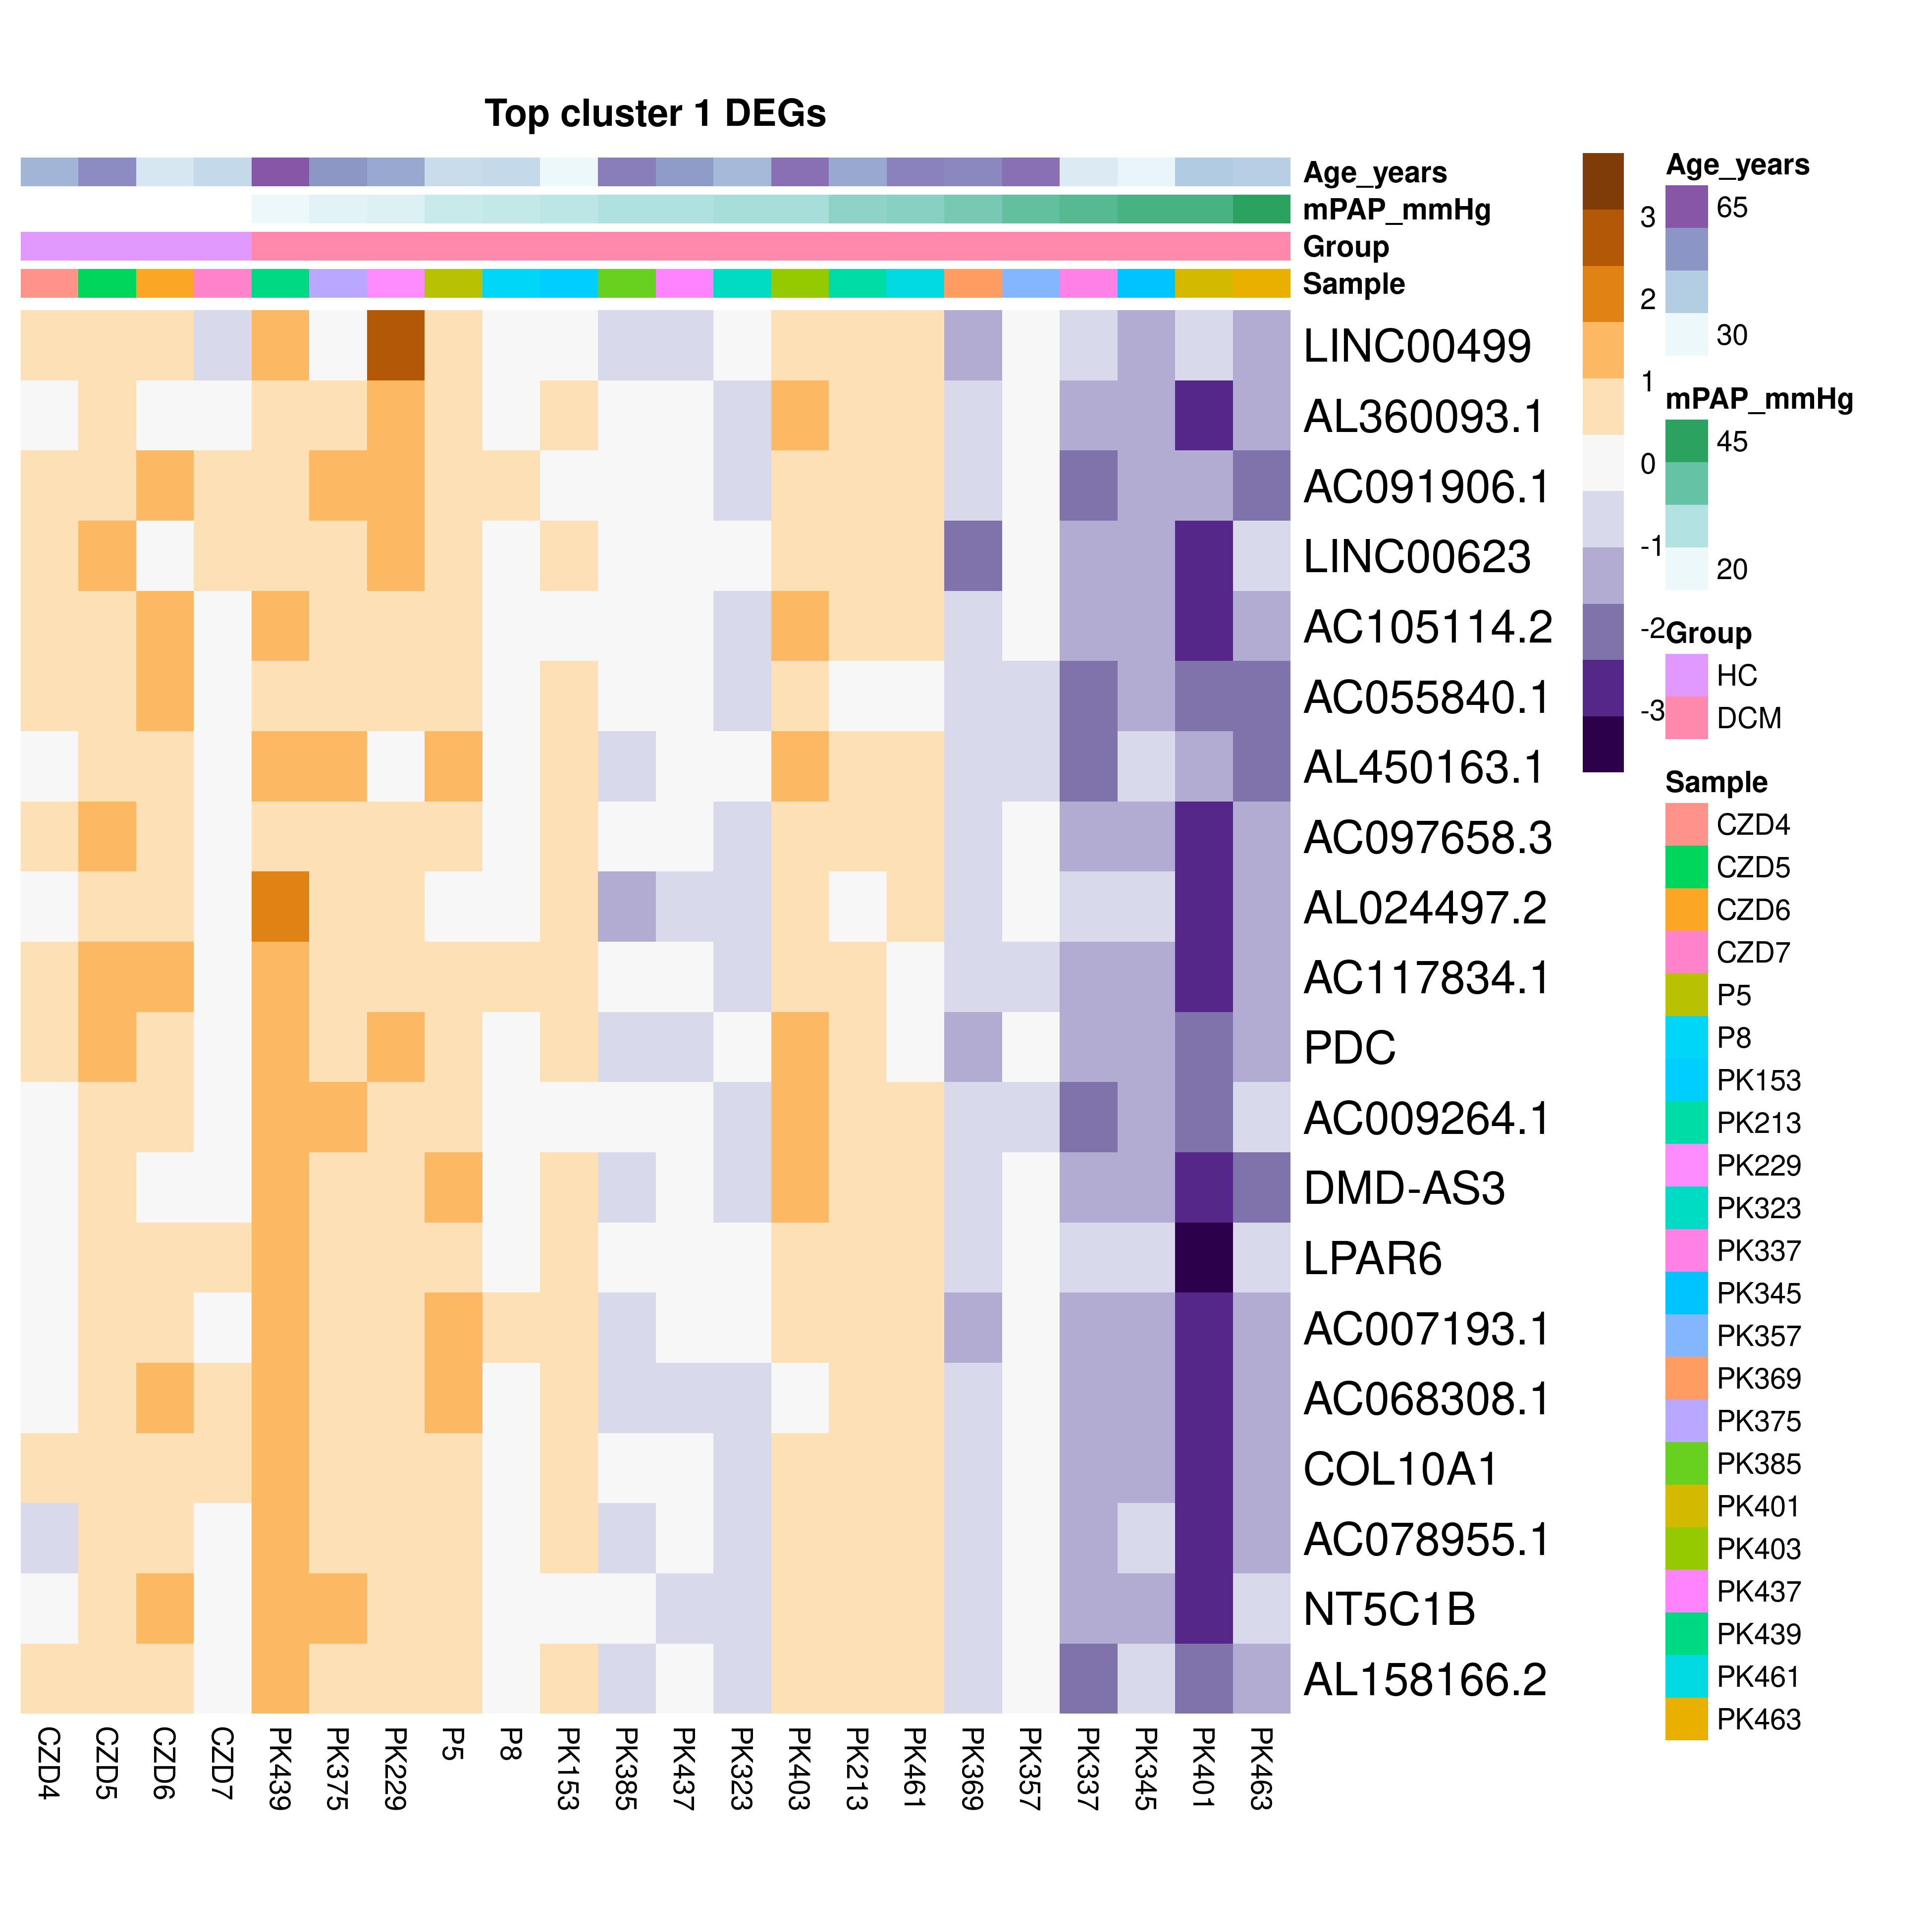 Top cluster 1 DEGs
Age_years
mPAP_mmHg
Group
Sample
LINC00499
AL360093.1
AC091906.1
LINC00623
AC105114.2
AC055840.1
AL450163.1
AC097658.3
AL024497.2
AC117834.1
PDC
AC009264.1
DMD-AS3
LPAR6
AC007193.1
AC068308.1
COL10A1
AC078955.1
NT5C1B
AL158166.2
CZD4
CZD5
CZD6
CZD7
PK439
PK375
PK229
P5
P8
PK153
PK385
PK437
PK323
PK403
PK213
PK461
PK369
PK357
PK337
PK345
PK401
PK463
3
2
1
0
-1
-2
-3
Age_years
65
30
mPAP_mmHg
45
20
Group
HC
DCM
Sample
CZD4
CZD5
CZD6
CZD7
P5
P8
PK153
PK213
PK229
PK323
PK337
PK345
PK357
PK369
PK375
PK385
PK401
PK403
PK437
PK439
PK461
PK463